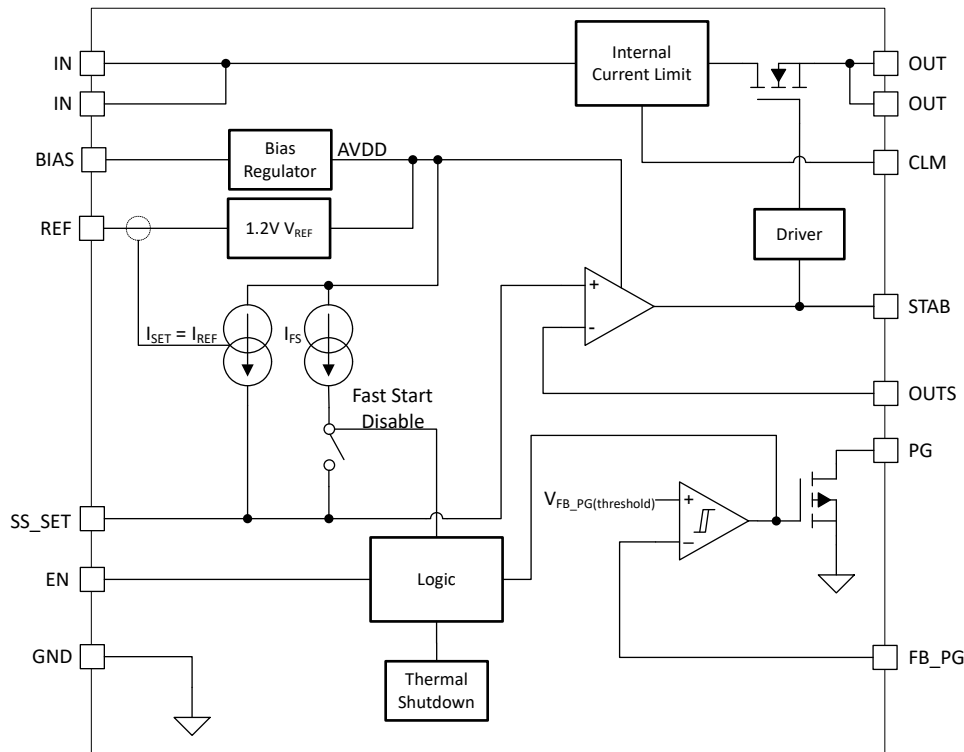 IN
Internal
Current Limit
OUT
IN
OUT
BIAS
Bias
Regulator
AVDD
CLM
REF
1.2V VREF
Driver
+
-
STAB
ISET = IREF
IFS
Fast Start
Disable
OUTS
PG
VFB_PG(threshold)
+
−
SS_SET
EN
Logic
GND
Thermal
Shutdown
FB_PG